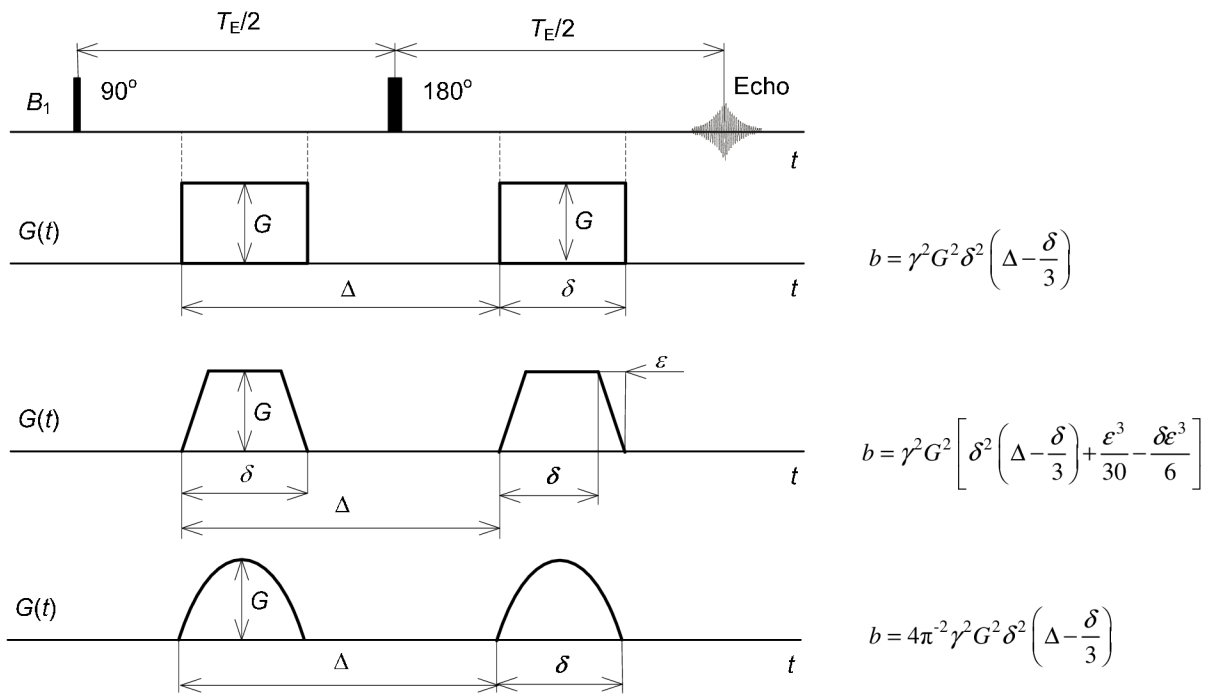 T_E/2 T_E/2
B_1 90° 180° Echo
t
G(t) G G
t
b = γ²G²δ²(Δ − δ/3)
Δ δ
ε
G(t) G
t
b = γ²G²[δ²(Δ − δ/3) + ε³/30 − δε³/6]
δ δ
Δ
G(t) G
t
b = 4π⁻²γ²G²δ²(Δ − δ/3)
Δ δ